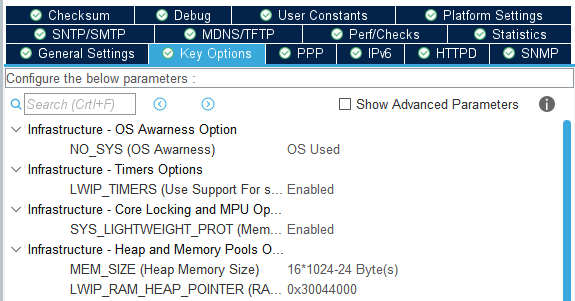 Checksum Debug User Constants Platform Settings
SNTP/SMTP MDNS/TFTP Perf/Checks Statistics
General Settings Key Options PPP IPv6 HTTPD SNMP
Configure the below parameters :
Search (Crtl+F) Show Advanced Parameters
Infrastructure - OS Awarness Option
NO_SYS (OS Awarness) OS Used
Infrastructure - Timers Options
LWIP_TIMERS (Use Support For s... Enabled
Infrastructure - Core Locking and MPU Op...
SYS_LIGHTWEIGHT_PROT (Mem... Enabled
Infrastructure - Heap and Memory Pools O...
MEM_SIZE (Heap Memory Size) 16*1024-24 Byte(s)
LWIP_RAM_HEAP_POINTER (RA... 0x30044000